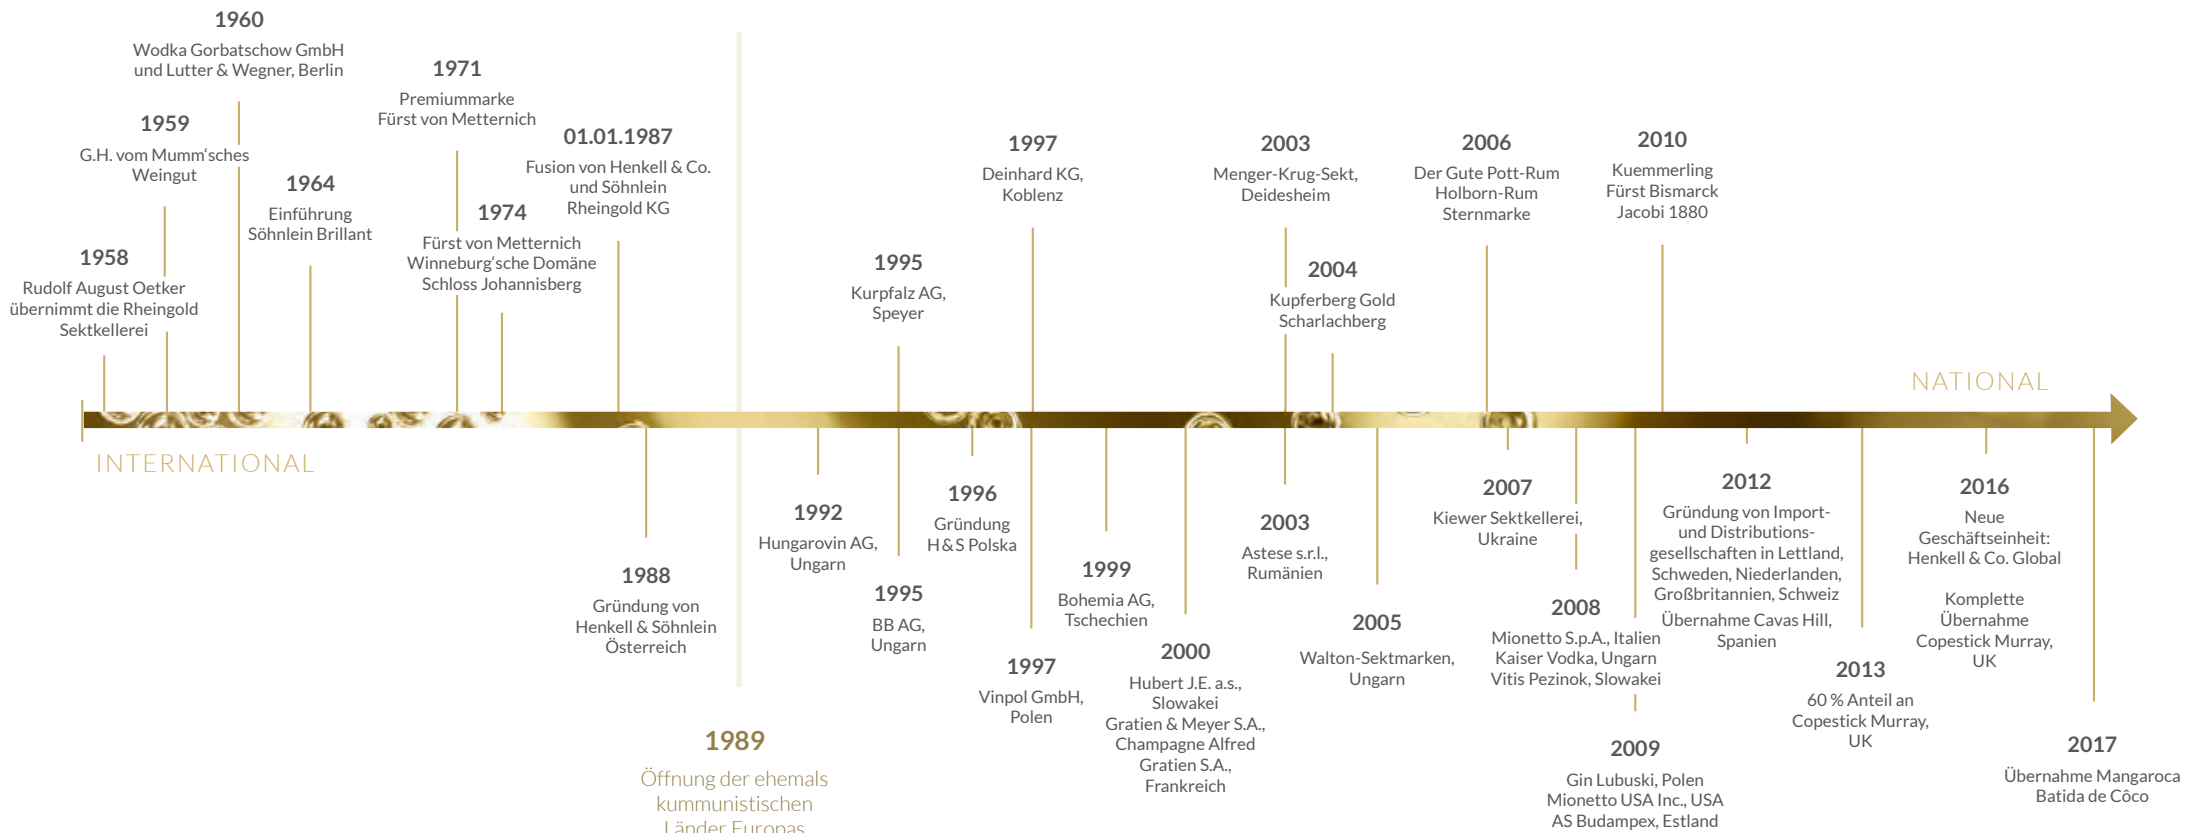 1960
Wodka Gorbatschow GmbH
und Lutter & Wegner, Berlin
1971
Premiummarke
Fürst von Metternich
1959
G.H. vom Mumm‘sches
Weingut
01.01.1987
Fusion von Henkell & Co.
und Söhnlein
Rheingold KG
1964
Einführung
Söhnlein Brillant
1974
Fürst von Metternich
Winneburg‘sche Domäne
Schloss Johannisberg
1958
Rudolf August Oetker
übernimmt die Rheingold
Sektkellerei
1995
Kurpfalz AG,
Speyer
1997
Deinhard KG,
Koblenz
2003
Menger-Krug-Sekt,
Deidesheim
2004
Kupferberg Gold
Scharlachberg
2006
Der Gute Pott-Rum
Holborn-Rum
Sternmarke
2010
Kuemmerling
Fürst Bismarck
Jacobi 1880
NATIONAL
INTERNATIONAL
1988
Gründung von
Henkell & Söhnlein
Österreich
1989
Öffnung der ehemals
kummunistischen
Länder Europas
1992
Hungarovin AG,
Ungarn
1995
BB AG,
Ungarn
1996
Gründung
H&S Polska
1997
Vinpol GmbH,
Polen
1999
Bohemia AG,
Tschechien
2000
Hubert J.E. a.s.,
Slowakei
Gratien & Meyer S.A.,
Champagne Alfred
Gratien S.A.,
Frankreich
2003
Astese s.r.l.,
Rumänien
2005
Walton-Sektmarken,
Ungarn
2007
Kiewer Sektkellerei,
Ukraine
2008
Mionetto S.p.A., Italien
Kaiser Vodka, Ungarn
Vitis Pezinok, Slowakei
2009
Gin Lubuski, Polen
Mionetto USA Inc., USA
AS Budampex, Estland
2012
Gründung von Import-
und Distributions-
gesellschaften in Lettland,
Schweden, Niederlanden,
Großbritannien, Schweiz
Übernahme Cavas Hill,
Spanien
2013
60 % Anteil an
Copestick Murray,
UK
2016
Neue
Geschäftseinheit:
Henkell & Co. Global
Komplette
Übernahme
Copestick Murray,
UK
2017
Übernahme Mangaroca
Batida de Côco